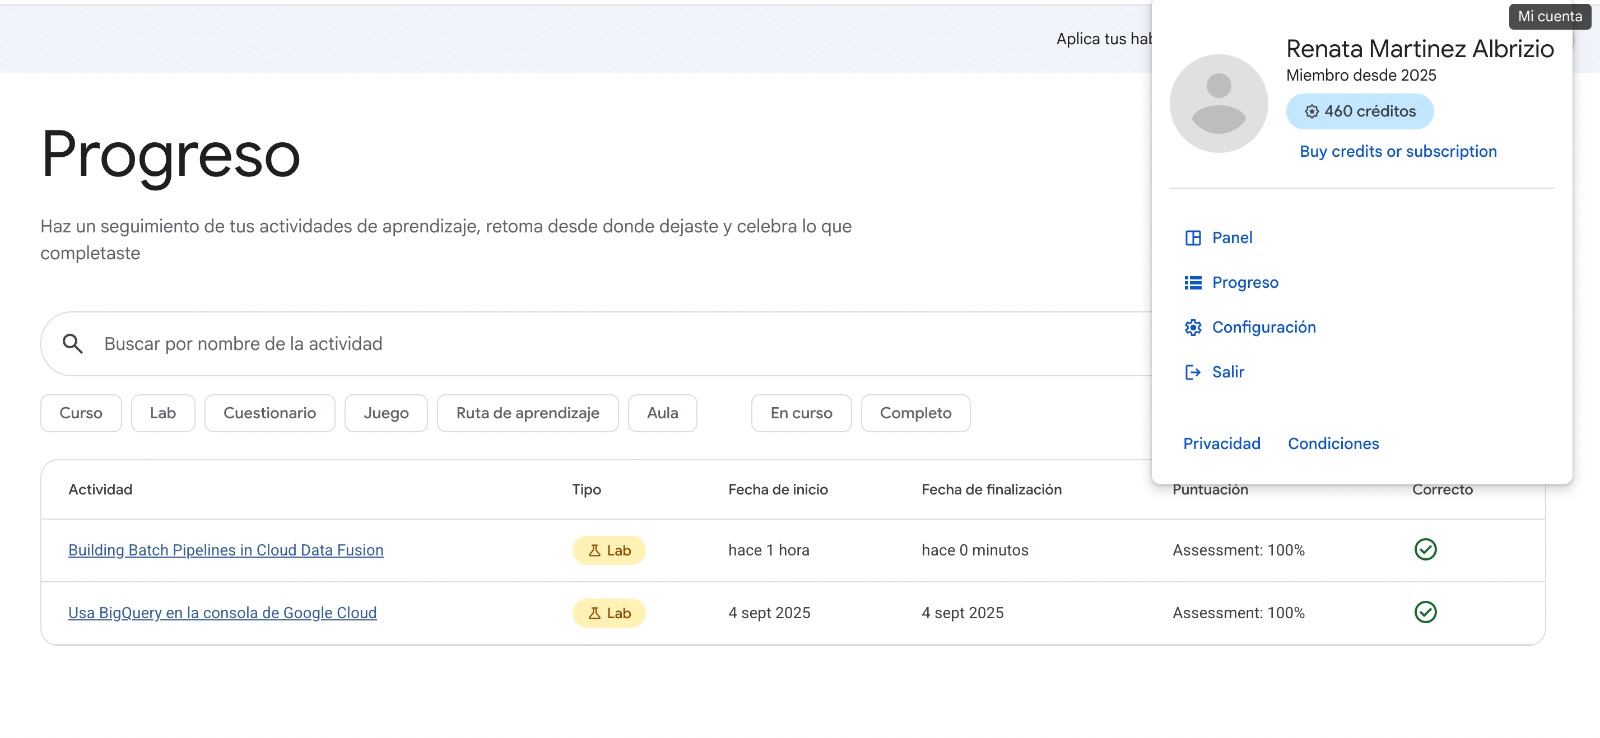 Aplica tus hab
Mi cuenta
Renata Martinez Albrizio
Miembro desde 2025
460 créditos
Buy credits or subscription
Panel
Progreso
Configuración
Salir
Privacidad Condiciones
Progreso
Haz un seguimiento de tus actividades de aprendizaje, retoma desde donde dejaste y celebra lo que
completaste
Buscar por nombre de la actividad
Curso Lab Cuestionario Juego Ruta de aprendizaje Aula En curso Completo
Actividad Tipo Fecha de inicio Fecha de finalización Puntuación Correcto
Building Batch Pipelines in Cloud Data Fusion Lab hace 1 hora hace 0 minutos Assessment: 100%
Usa BigQuery en la consola de Google Cloud Lab 4 sept 2025 4 sept 2025 Assessment: 100%